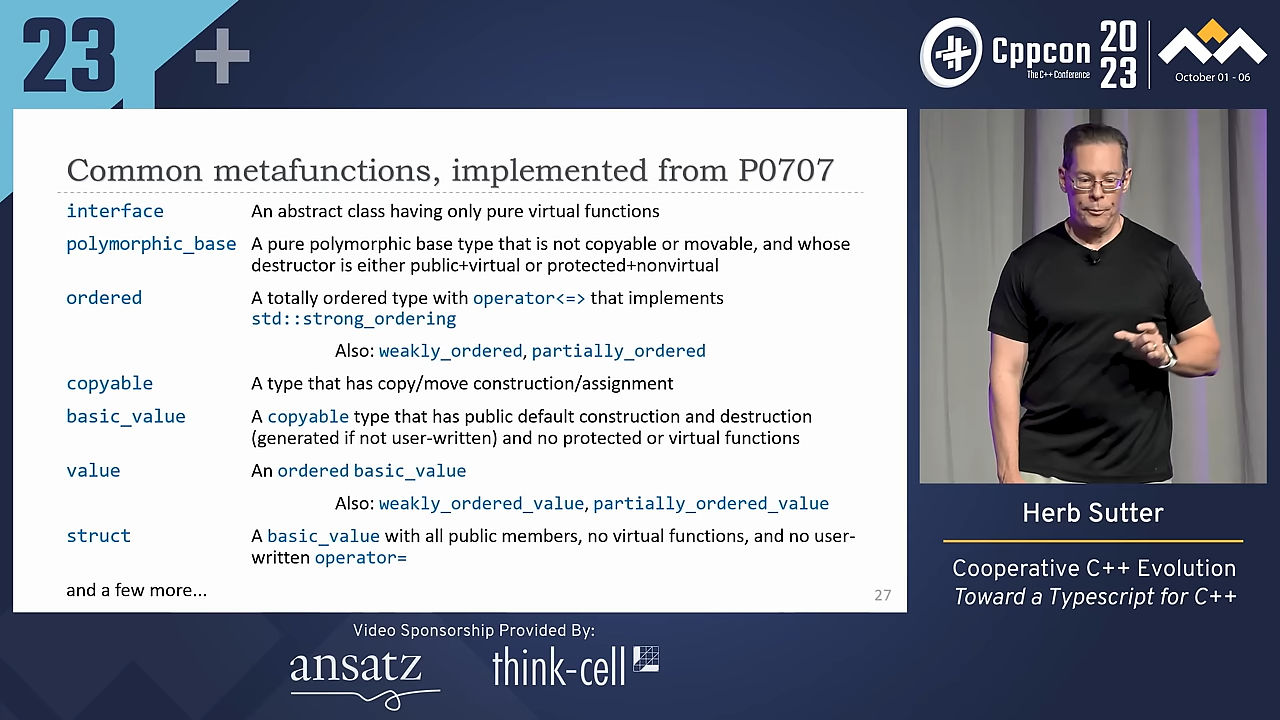 23
+
Cppcon
The C++ Conference
20
23
October 01 - 06
Common metafunctions, implemented from P0707
interface An abstract class having only pure virtual functions
polymorphic_base A pure polymorphic base type that is not copyable or movable, and whose
destructor is either public+virtual or protected+nonvirtual
ordered A totally ordered type with operator<=> that implements
std::strong_ordering
Also: weakly_ordered, partially_ordered
copyable A type that has copy/move construction/assignment
basic_value A copyable type that has public default construction and destruction
(generated if not user-written) and no protected or virtual functions
value An ordered basic_value
Also: weakly_ordered_value, partially_ordered_value
struct A basic_value with all public members, no virtual functions, and no user-
written operator=
and a few more...
27
Herb Sutter
Cooperative C++ Evolution
Toward a Typescript for C++
Video Sponsorship Provided By:
ansatz
think-cell